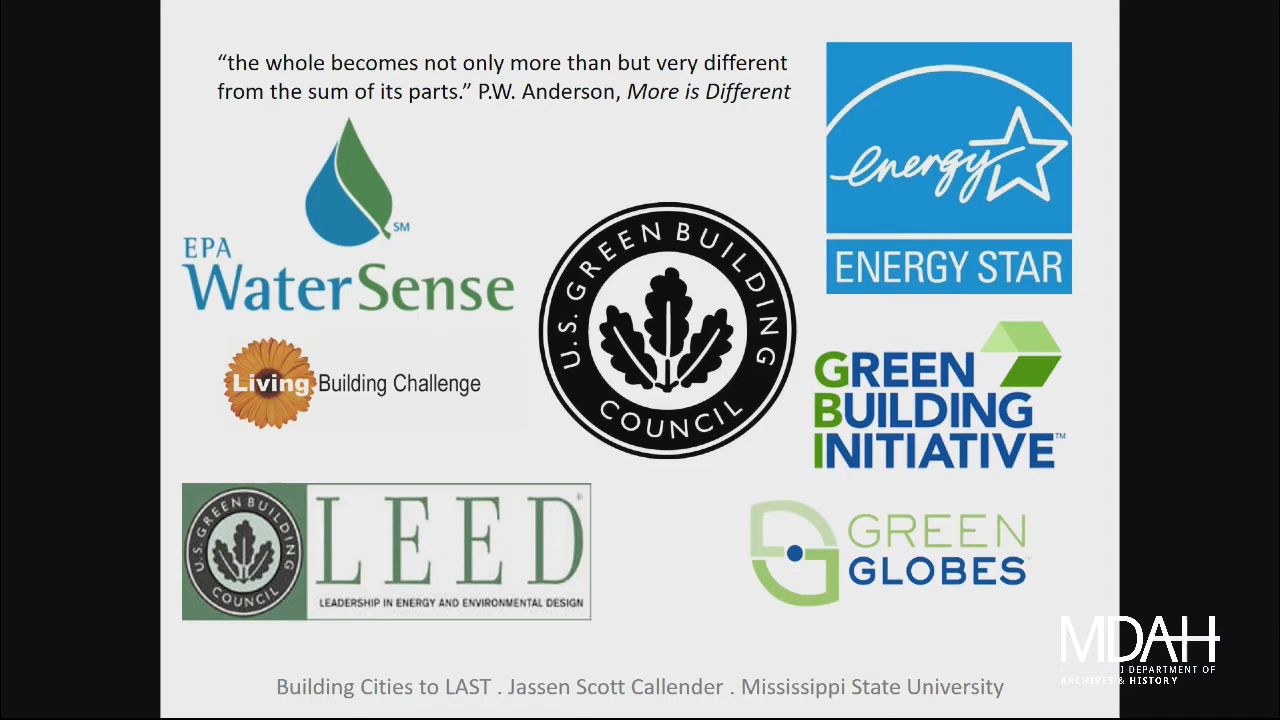 “the whole becomes not only more than but very different
from the sum of its parts.” P.W. Anderson, More is Different
energy
ENERGY STAR
SM
EPA
WaterSense
U.S. GREEN BUILDING
COUNCIL
Living Building Challenge
GREEN
BUILDING
INITIATIVE™
U.S. GREEN BUILDING
COUNCIL
LEED®
LEADERSHIP IN ENERGY AND ENVIRONMENTAL DESIGN
GREEN
GLOBES
MDAH
DEPARTMENT OF
ARCHIVES & HISTORY
Building Cities to LAST . Jassen Scott Callender . Mississippi State University